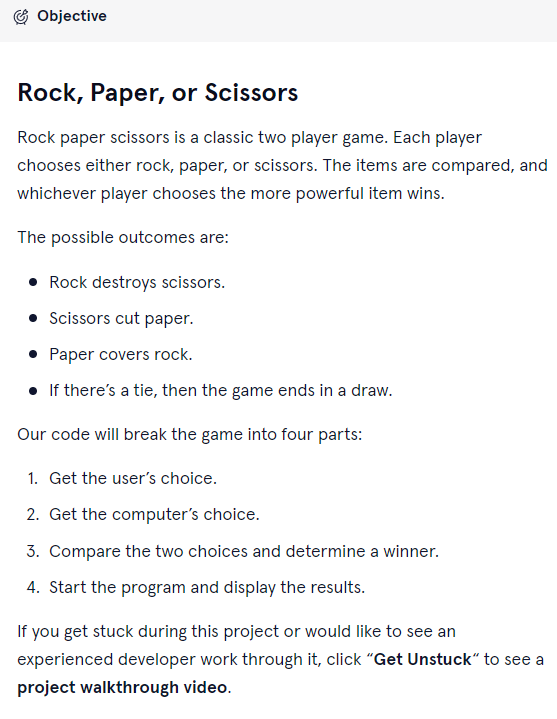 Objective
Rock, Paper, or Scissors
Rock paper scissors is a classic two player game. Each player
chooses either rock, paper, or scissors. The items are compared, and
whichever player chooses the more powerful item wins.
The possible outcomes are:
• Rock destroys scissors.
• Scissors cut paper.
• Paper covers rock.
• If there’s a tie, then the game ends in a draw.
Our code will break the game into four parts:
1. Get the user’s choice.
2. Get the computer’s choice.
3. Compare the two choices and determine a winner.
4. Start the program and display the results.
If you get stuck during this project or would like to see an
experienced developer work through it, click “Get Unstuck“ to see a
project walkthrough video.